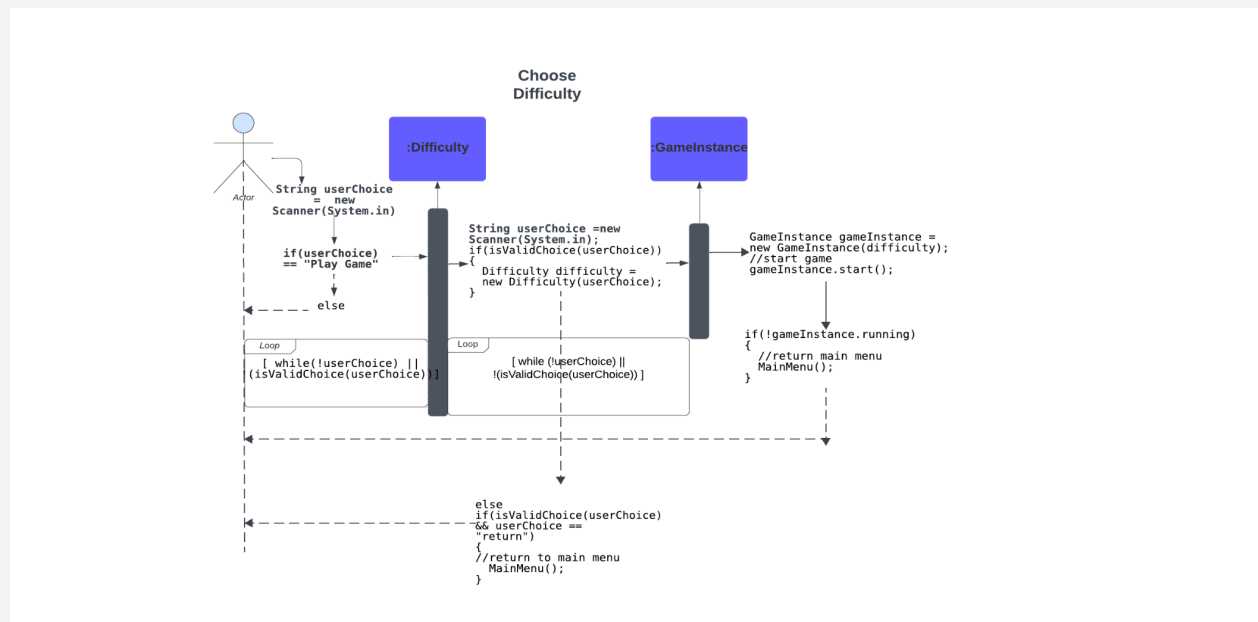 Choose
Difficulty
:Difficulty
:GameInstance
Actor
String userChoice
= new
Scanner(System.in)
if(userChoice)
== "Play Game"
else
String userChoice =new
Scanner(System.in);
if(isValidChoice(userChoice))
{
Difficulty difficulty =
new Difficulty(userChoice);
}
GameInstance gameInstance =
new GameInstance(difficulty);
//start game
gameInstance.start();
Loop
[ while(!userChoice) ||
(isValidChoice(userChoice))]
Loop
[ while (!userChoice) ||
!(isValidChoice(userChoice)) ]
if(!gameInstance.running)
{
//return main menu
MainMenu();
}
else
if(isValidChoice(userChoice)
&& userChoice ==
"return")
{
//return to main menu
MainMenu();
}